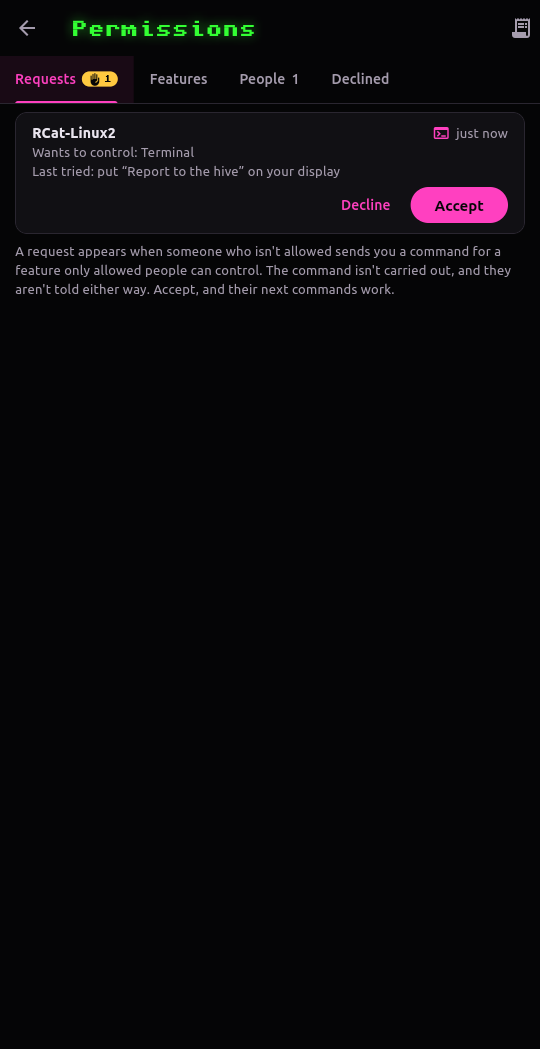 Permissions
Requests 1 Features People 1 Declined
RCat-Linux2 just now
Wants to control: Terminal
Last tried: put “Report to the hive” on your display
Decline Accept
A request appears when someone who isn't allowed sends you a command for a
feature only allowed people can control. The command isn't carried out, and they
aren't told either way. Accept, and their next commands work.